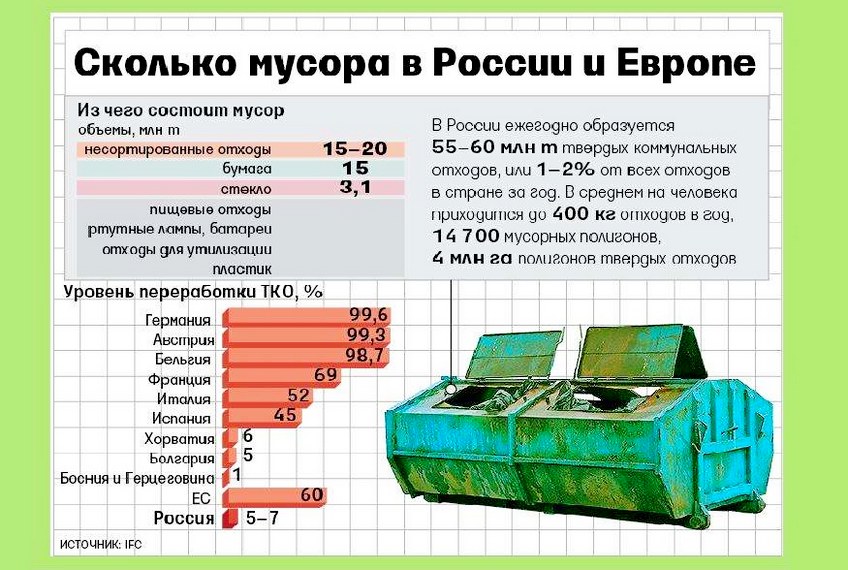 Сколько мусора в России и Европе
Из чего состоит мусор
объемы, млн т
несортированные отходы 15–20
бумага 15
стекло 3,1
пищевые отходы
ртутные лампы, батареи
отходы для утилизации
пластик
В России ежегодно образуется
55–60 млн т твердых коммунальных
отходов, или 1–2% от всех отходов
в стране за год. В среднем на человека
приходится до 400 кг отходов в год,
14 700 мусорных полигонов,
4 млн га полигонов твердых отходов
Уровень переработки ТКО, %
Германия 99,6
Австрия 99,3
Бельгия 98,7
Франция 69
Италия 52
Испания 45
Хорватия 6
Болгария 5
Босния и Герцеговина 1
ЕС 60
Россия 5–7
ИСТОЧНИК: IFC